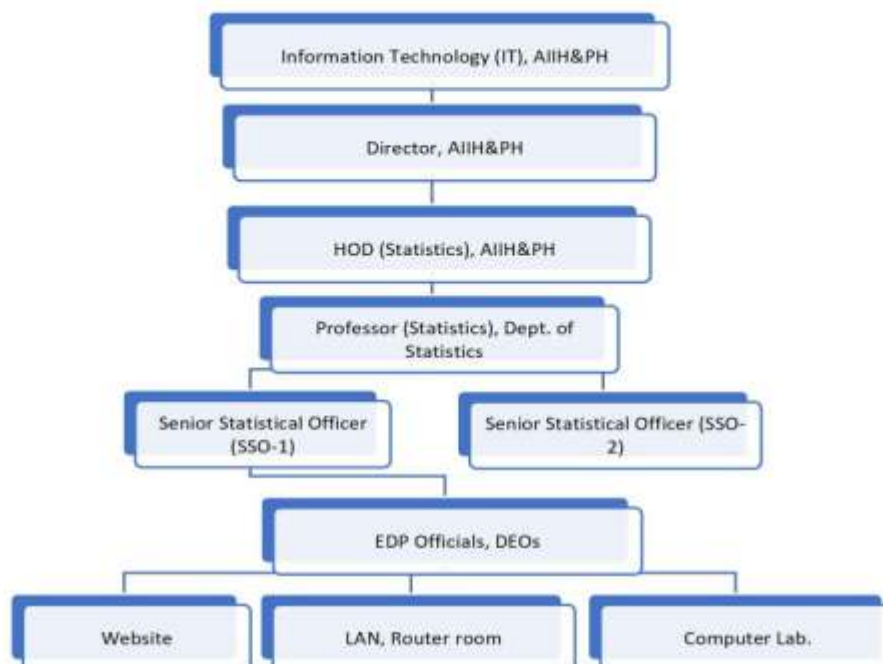 Information Technology (IT), AIIH&PH
Director, AIIH&PH
HOD (Statistics), AIIH&PH
Professor (Statistics), Dept. of
Statistics
Senior Statistical Officer
(SSO-1)
Senior Statistical Officer (SSO-
2)
EDP Officials, DEOs
Website
LAN, Router room
Computer Lab.